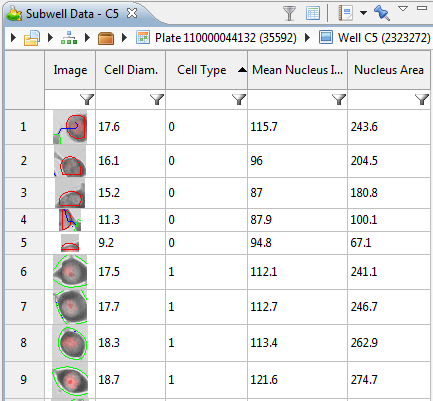 Subwell Data - C5
Plate 110000044132 (35592) Well C5 (2323272)
Image Cell Diam. Cell Type Mean Nucleus I... Nucleus Area
1 17.6 0 115.7 243.6
2 16.1 0 96 204.5
3 15.2 0 87 180.8
4 11.3 0 87.9 100.1
5 9.2 0 94.8 67.1
6 17.5 1 112.1 241.1
7 17.7 1 112.7 246.7
8 18.3 1 113.4 262.9
9 18.7 1 121.6 274.7